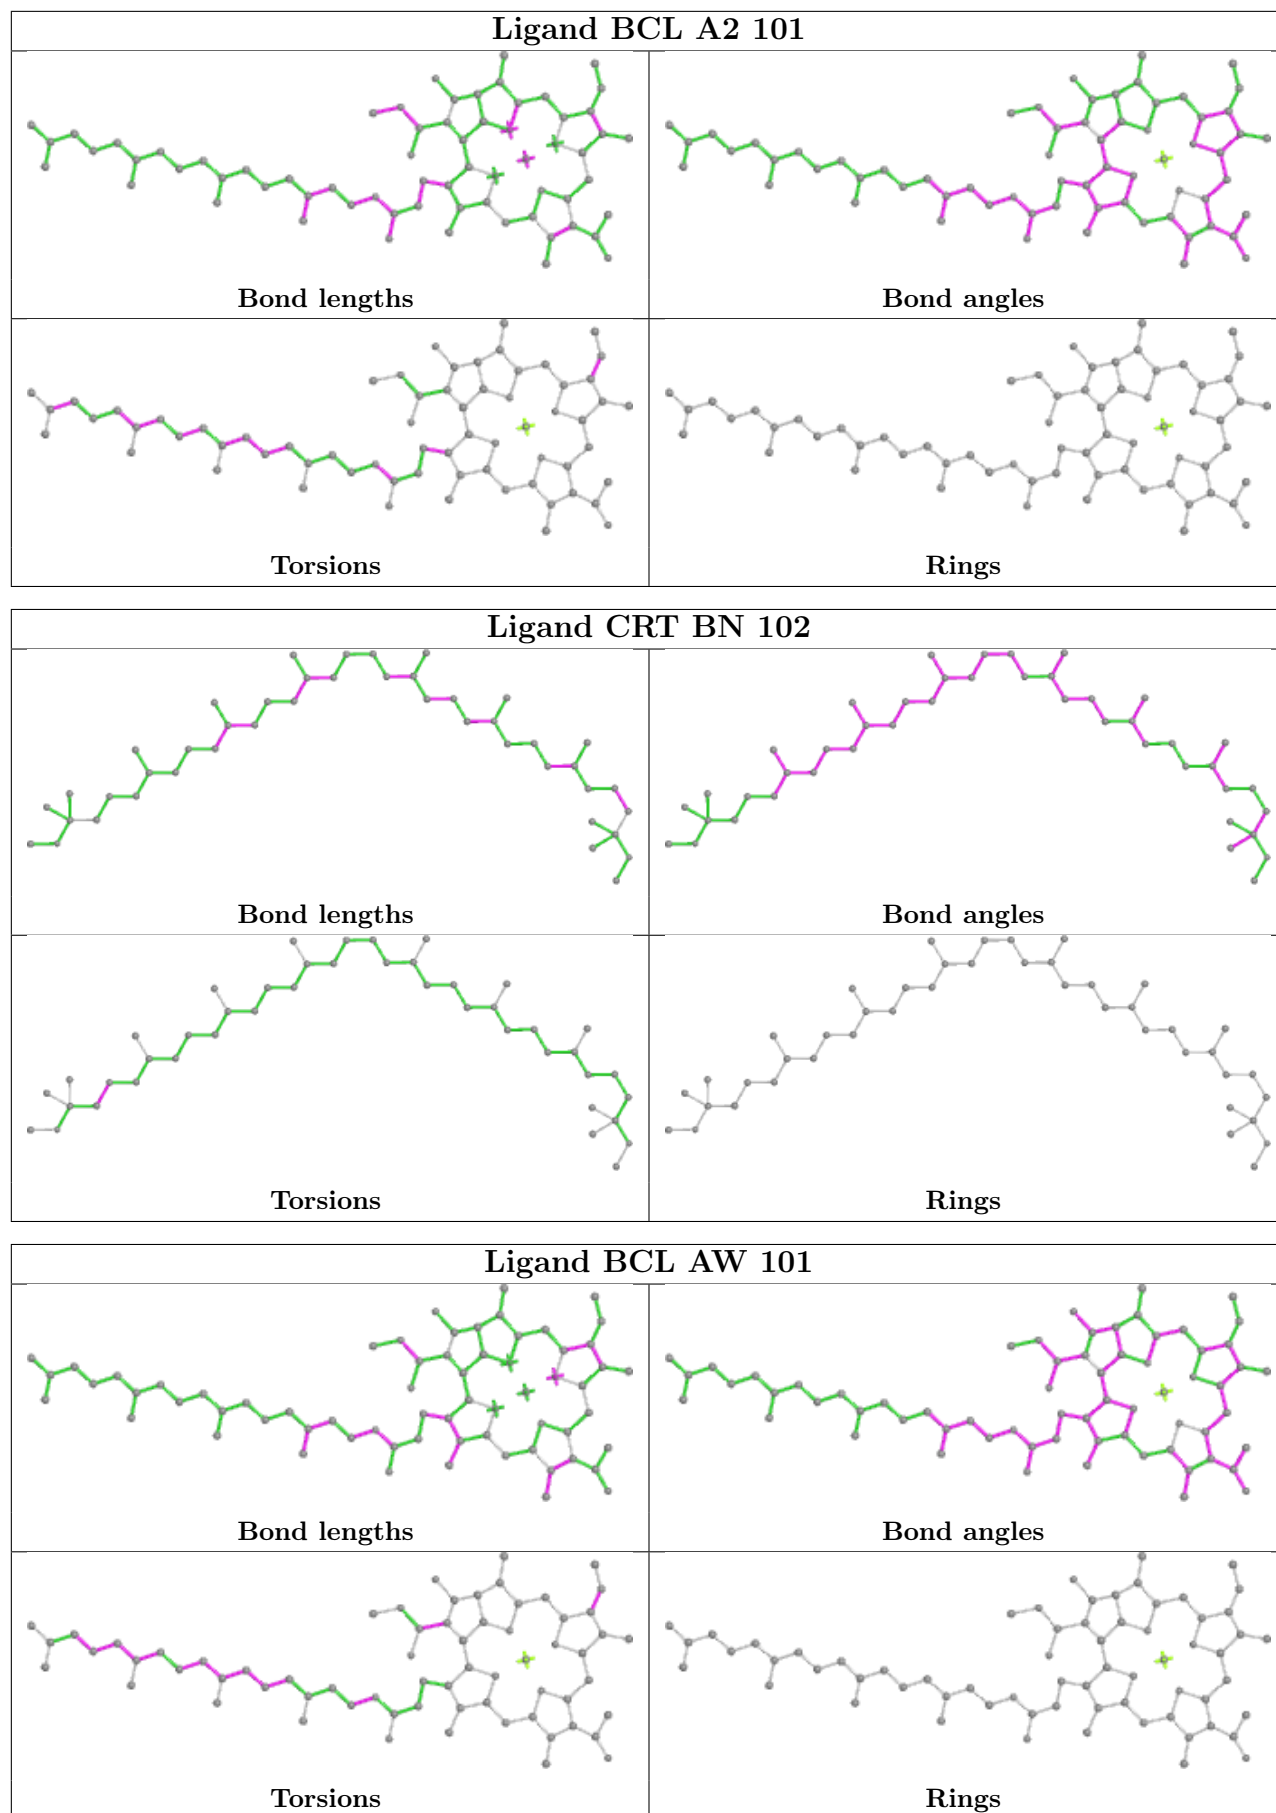 Ligand BCL A2 101
Bond lengths
Bond angles
Torsions
Rings
Ligand CRT BN 102
Bond lengths
Bond angles
Torsions
Rings
Ligand BCL AW 101
Bond lengths
Bond angles
Torsions
Rings